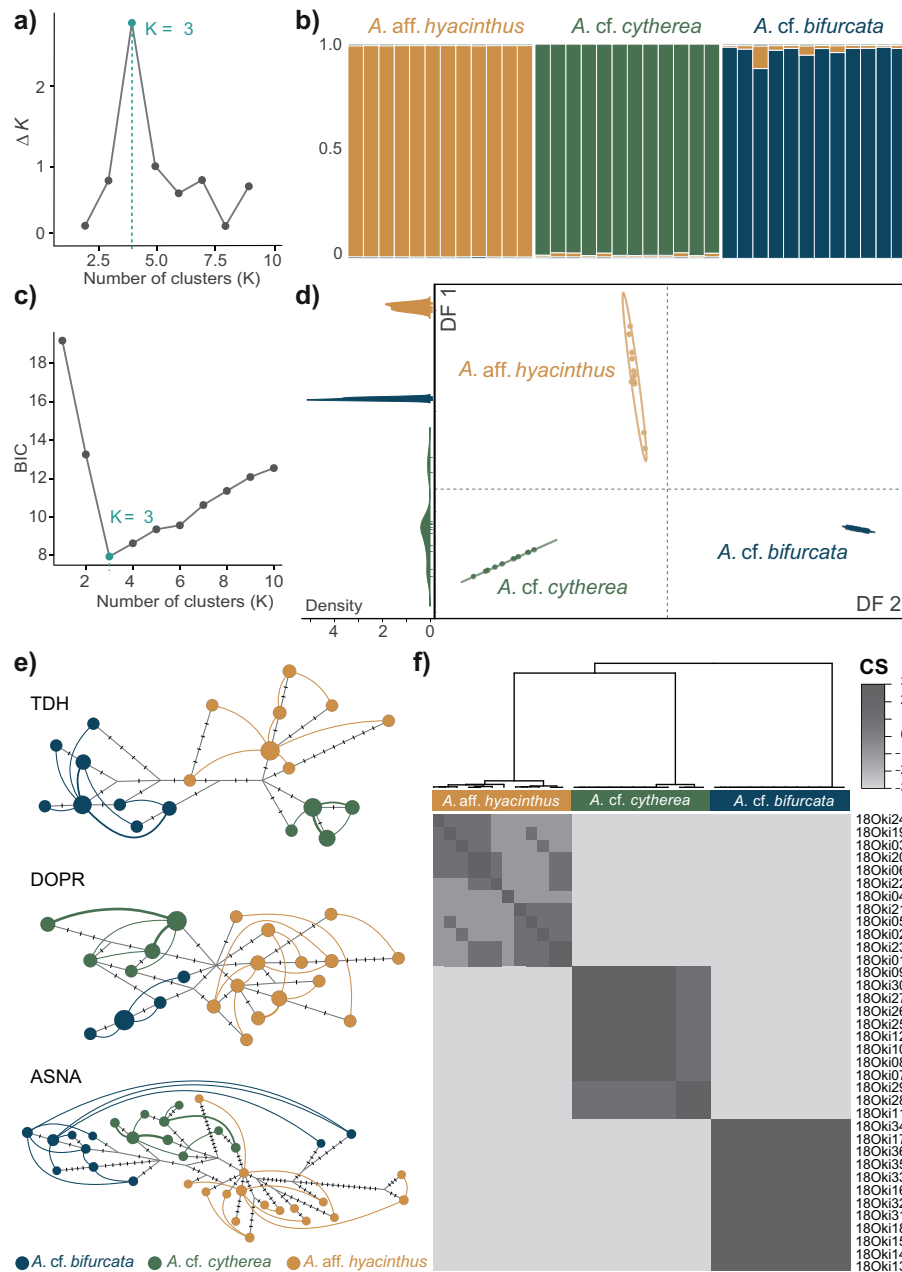 a)
K = 3
2
1
0
Δ K
2.5
5.0
7.5
10
Number of clusters (K)
b)
A. aff. hyacinthus
A. cf. cytherea
A. cf. bifurcata
1.0
0.5
0
c)
18
16
14
12
10
8
BIC
K = 3
2
4
6
8
10
Number of clusters (K)
d)
DF 1
A. aff. hyacinthus
A. cf. bifurcata
A. cf. cytherea
DF 2
Density
4
2
0
e)
TDH
DOPR
ASNA
A. cf. bifurcata
A. cf. cytherea
A. aff. hyacinthus
f)
CS
A. aff. hyacinthus
A. cf. cytherea
A. cf. bifurcata
18Oki24
18Oki19
18Oki03
18Oki20
18Oki06
18Oki22
18Oki04
18Oki21
18Oki05
18Oki02
18Oki23
18Oki01
18Oki09
18Oki30
18Oki27
18Oki26
18Oki25
18Oki12
18Oki10
18Oki08
18Oki07
18Oki29
18Oki28
18Oki11
18Oki34
18Oki17
18Oki36
18Oki35
18Oki33
18Oki16
18Oki32
18Oki31
18Oki18
18Oki15
18Oki14
18Oki13